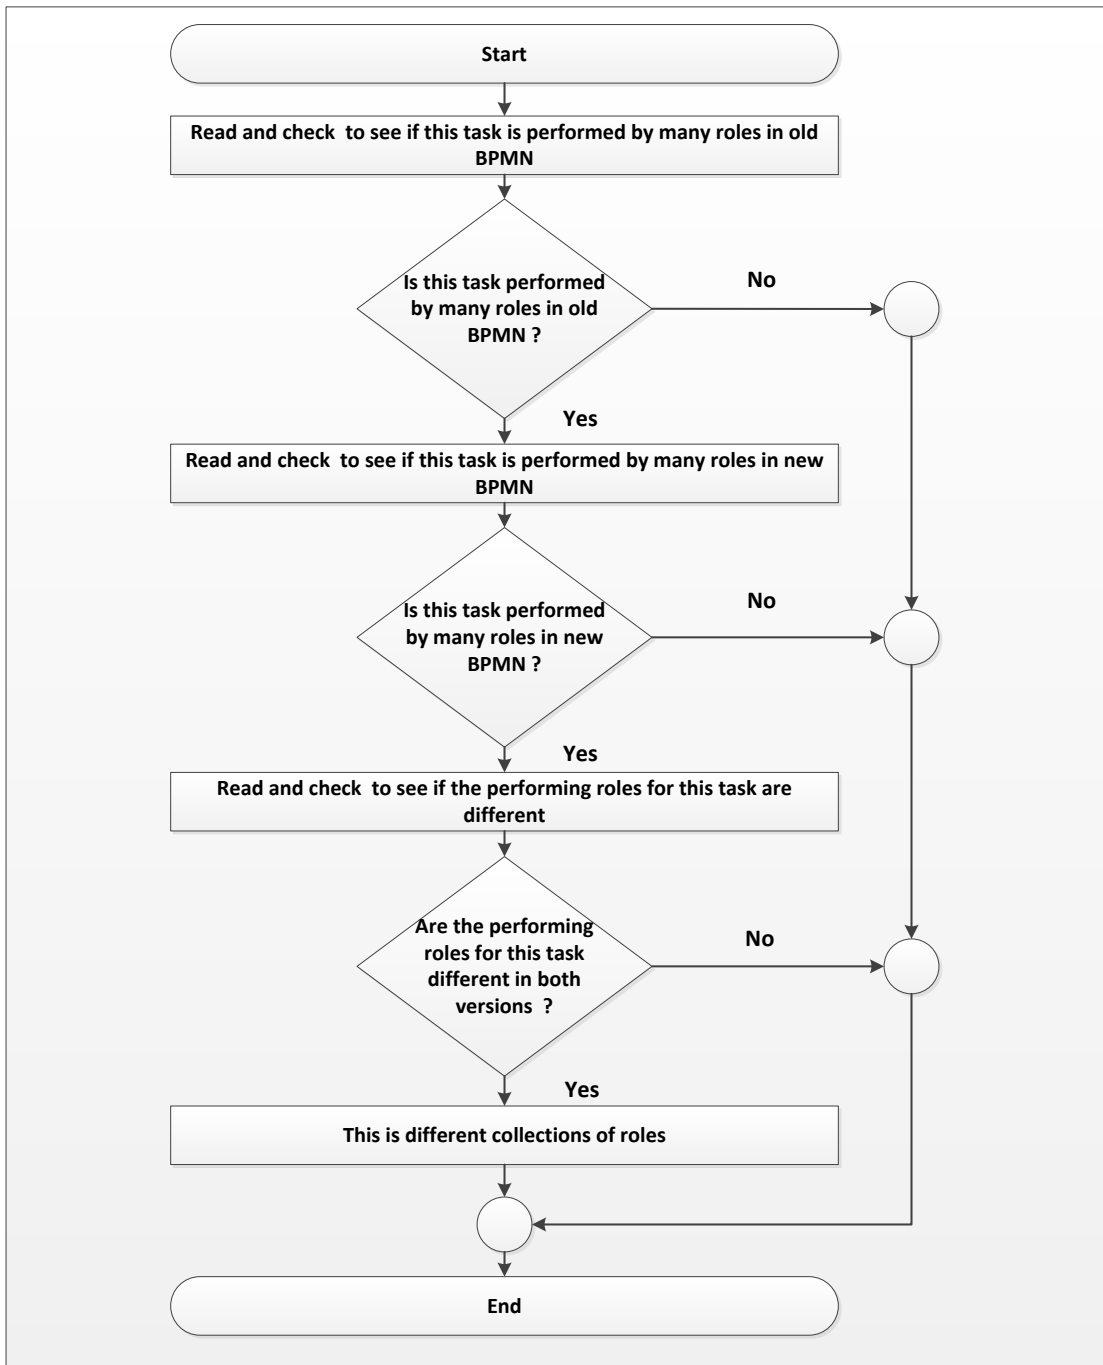 Start
Read and check  to see if this task is performed by many roles in old
BPMN
Is this task performed
by many roles in old
BPMN ?
No
Yes
Read and check  to see if this task is performed by many roles in new
BPMN
Is this task performed
by many roles in new
BPMN ?
No
Yes
Read and check  to see if the performing roles for this task are
different
Are the performing
roles for this task
different in both
versions  ?
No
Yes
This is different collections of roles
End